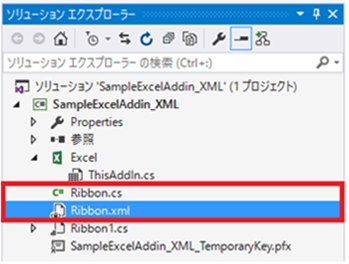 ソリューション エクスプローラー
ソリューション エクスプローラー の検索 (Ctrl+:)
ソリューション 'SampleExcelAddin_XML' (1 プロジェクト)
C# SampleExcelAddin_XML
Properties
参照
Excel
ThisAddIn.cs
C# Ribbon.cs
Ribbon.xml
Ribbon1.cs
SampleExcelAddin_XML_TemporaryKey.pfx